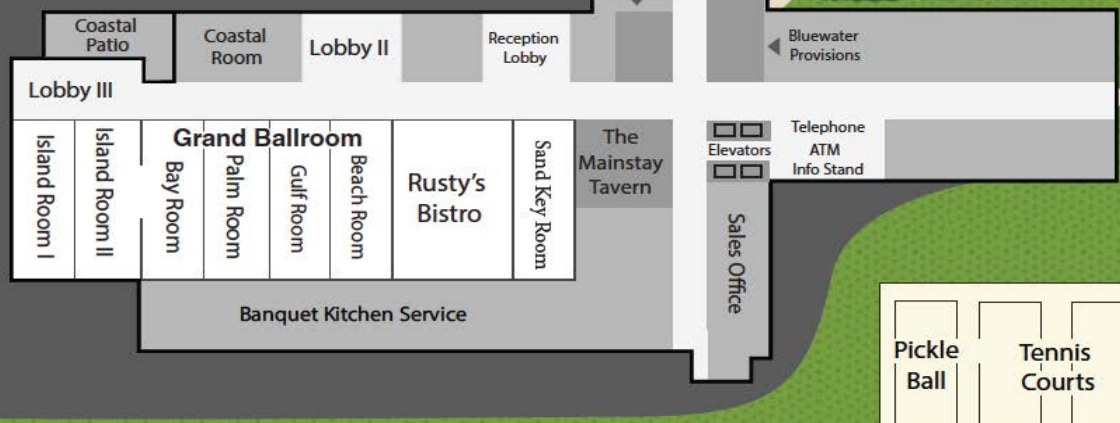 Coastal
Patio
Coastal
Room
Lobby II
Reception
Lobby
Bluewater
Provisions
Lobby III
Grand Ballroom
Island Room I
Island Room II
Bay Room
Palm Room
Gulf Room
Beach Room
Rusty's
Bistro
Sand Key Room
The
Mainstay
Tavern
Elevators
Telephone
ATM
Info Stand
Sales Office
Banquet Kitchen Service
Pickle
Ball
Tennis
Courts